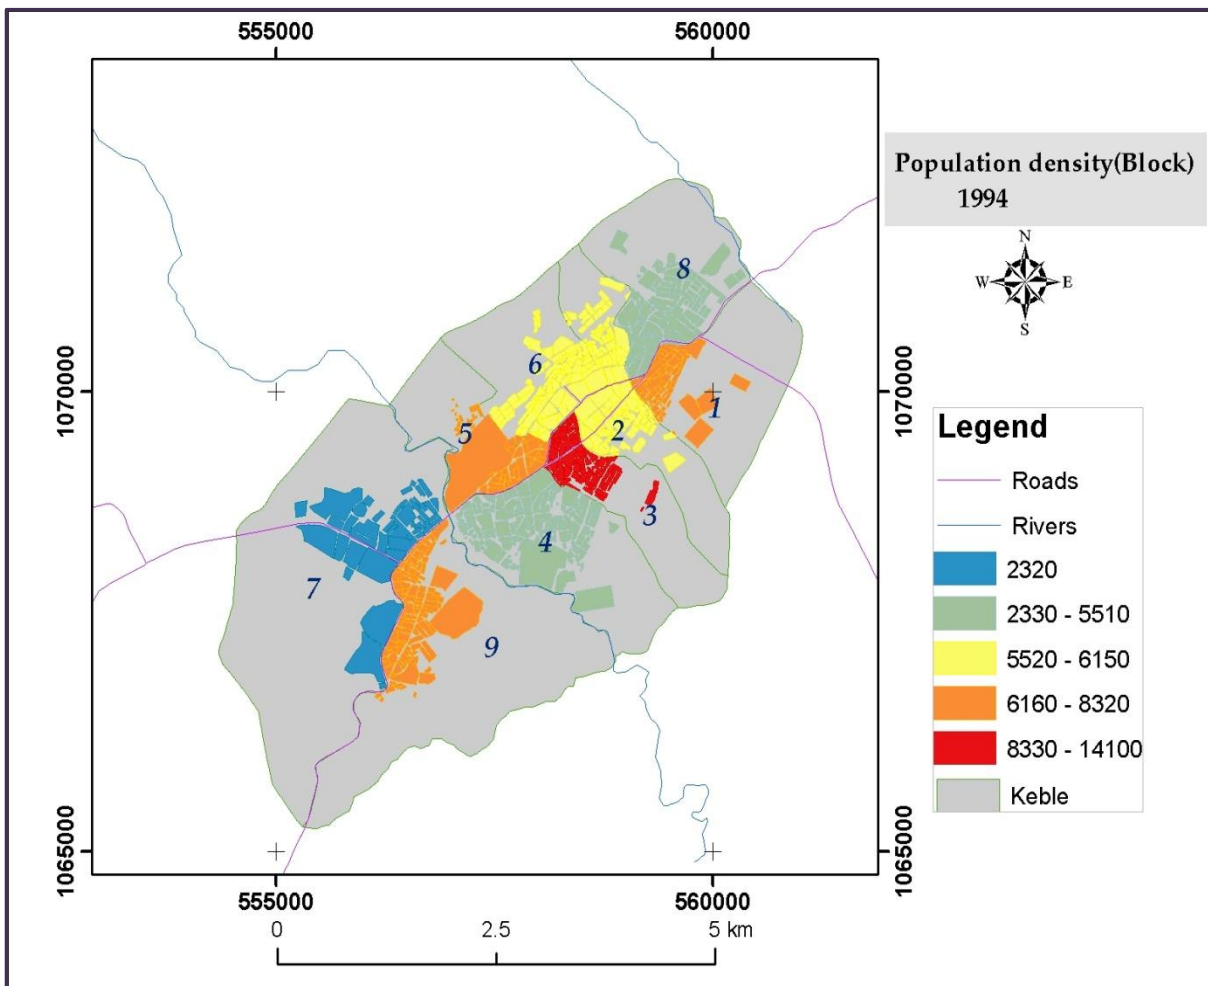 555000
560000
Population density(Block)
1994
N
W
E
S
8
6
1
2
5
3
4
7
9
1070000
1070000
1065000
1065000
Legend
Roads
Rivers
2320
2330 - 5510
5520 - 6150
6160 - 8320
8330 - 14100
Keble
555000
560000
0
2.5
5 km